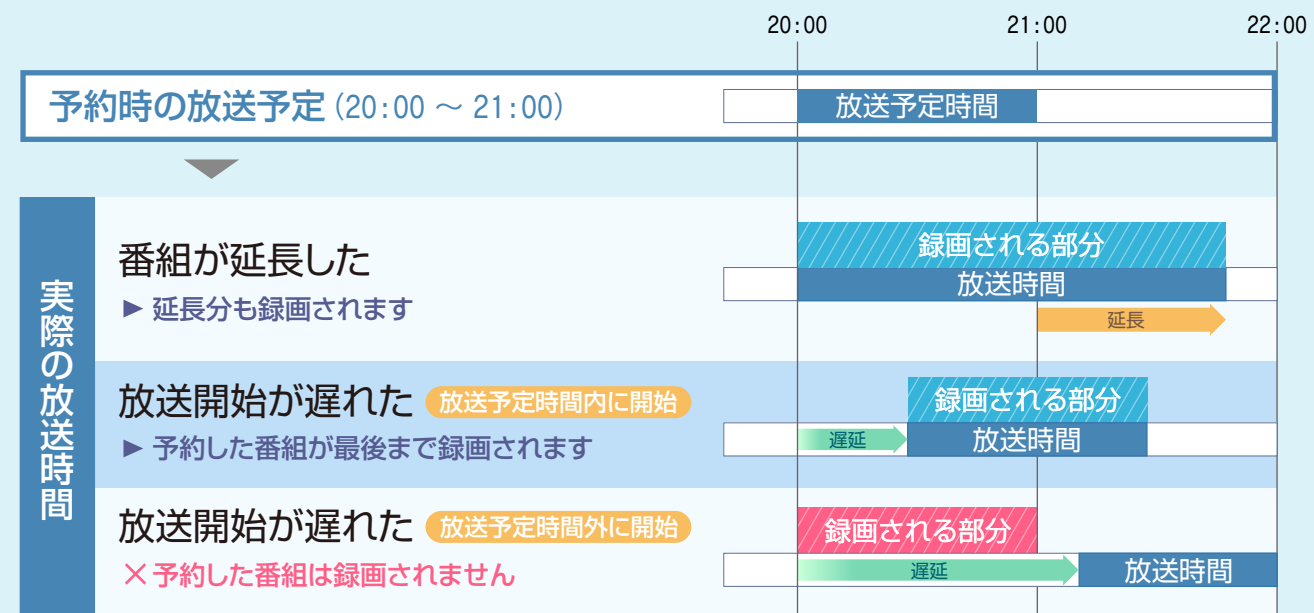 20:00 21:00 22:00
予約時の放送予定 (20:00 ～ 21:00)
放送予定時間
実際の放送時間
番組が延長した
▶ 延長分も録画されます
録画される部分
放送時間
延長
放送開始が遅れた 放送予定時間内に開始
▶ 予約した番組が最後まで録画されます
録画される部分
遅延 放送時間
放送開始が遅れた 放送予定時間外に開始
×予約した番組は録画されません
録画される部分
遅延 放送時間